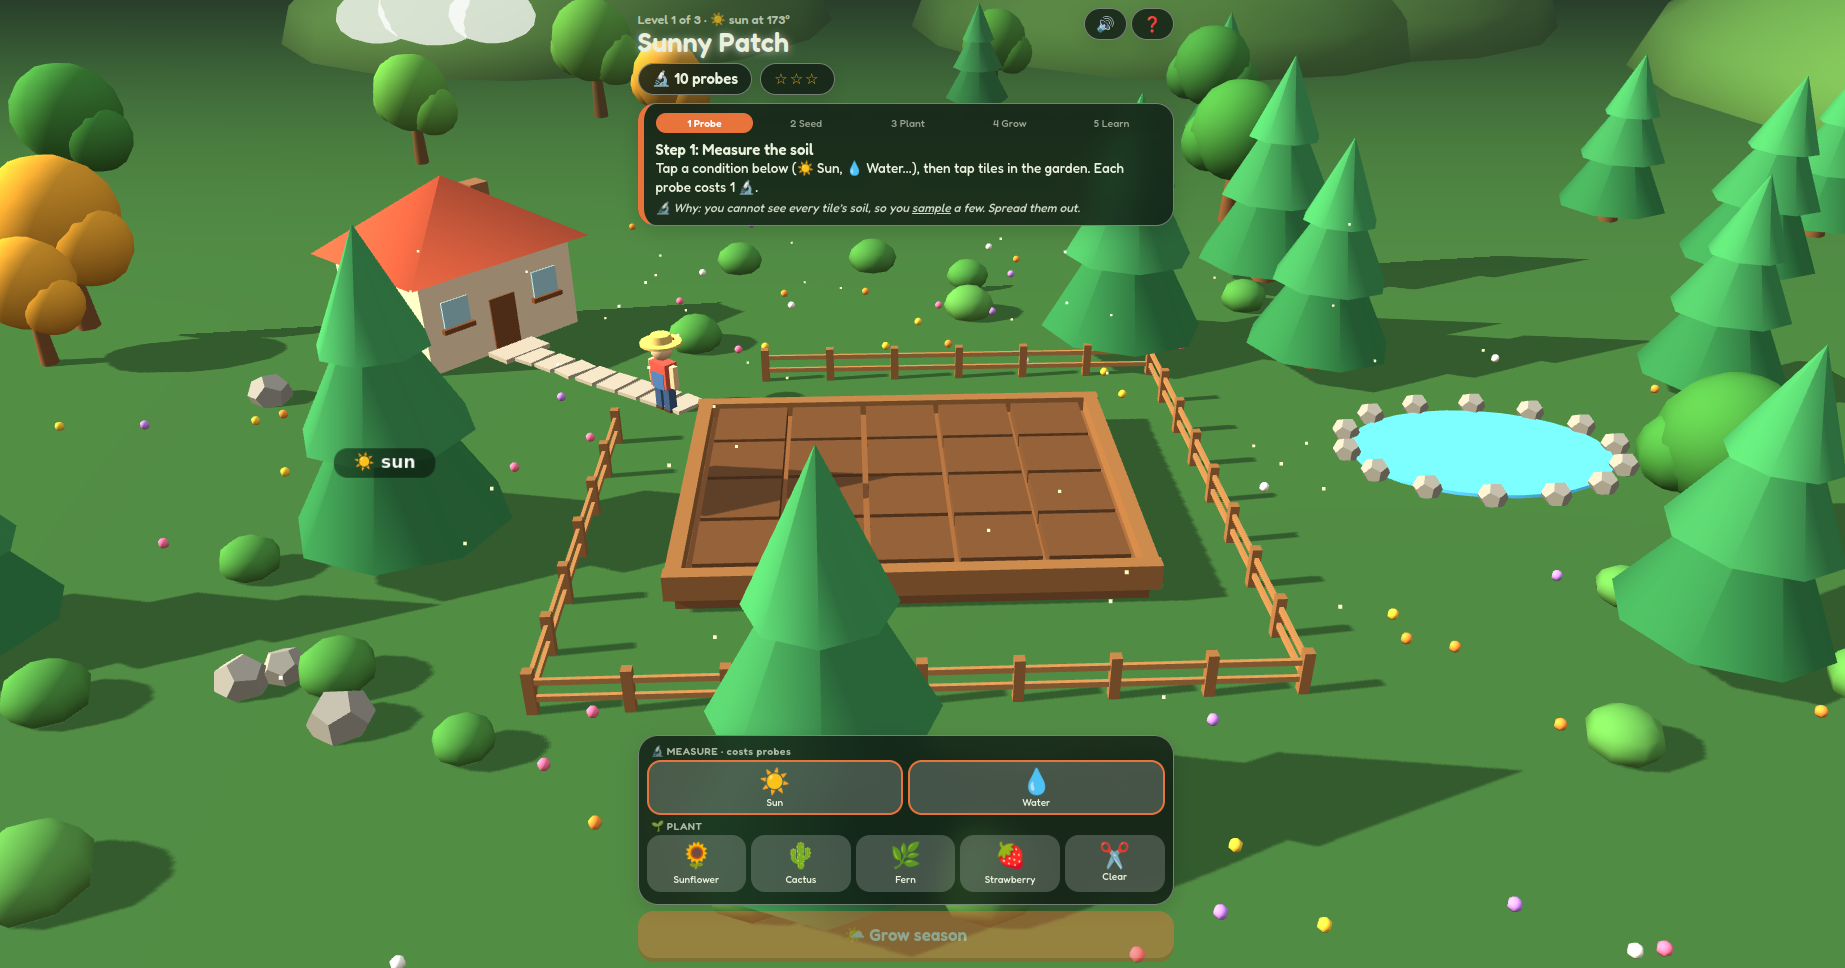 Level 1 of 3 · ☀️ sun at 173°
Sunny Patch
🔬 10 probes
☆☆☆
1 Probe
2 Seed
3 Plant
4 Grow
5 Learn
Step 1: Measure the soil
Tap a condition below (☀️ Sun, 💧 Water...), then tap tiles in the garden. Each
probe costs 1 🔬.
🔬 Why: you cannot see every tile's soil, so you sample a few. Spread them out.
☀️ sun
🔬 MEASURE · costs probes
Sun
Water
🌱 PLANT
Sunflower
Cactus
Fern
Strawberry
Clear
Grow season